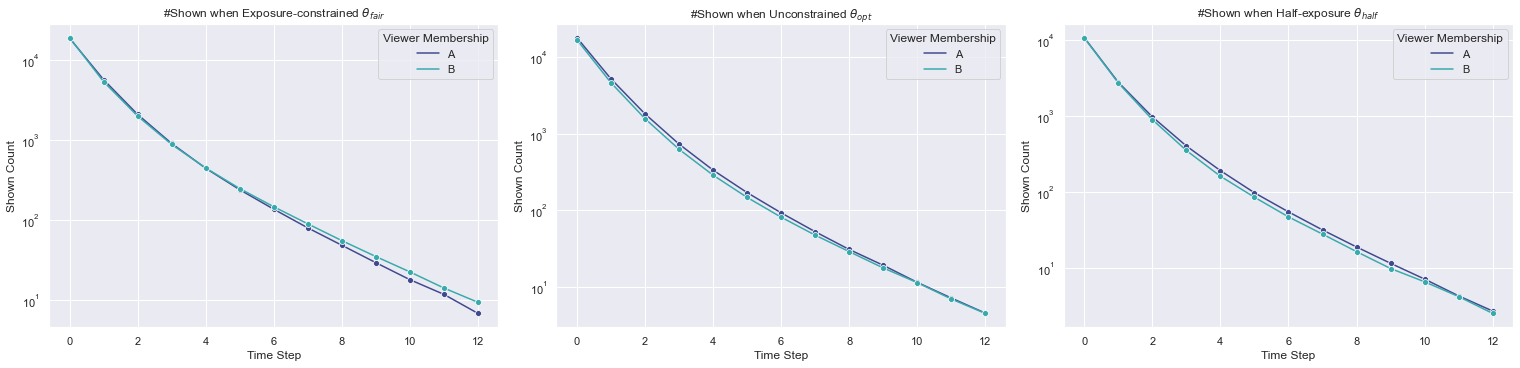 #Shown when Exposure-constrained θ_fair
Viewer Membership
A
B
Shown Count
10^4
10^3
10^2
10^1
0 2 4 6 8 10 12
Time Step
#Shown when Unconstrained θ_opt
Viewer Membership
A
B
Shown Count
10^4
10^3
10^2
10^1
0 2 4 6 8 10 12
Time Step
#Shown when Half-exposure θ_half
Viewer Membership
A
B
Shown Count
10^4
10^3
10^2
10^1
0 2 4 6 8 10 12
Time Step